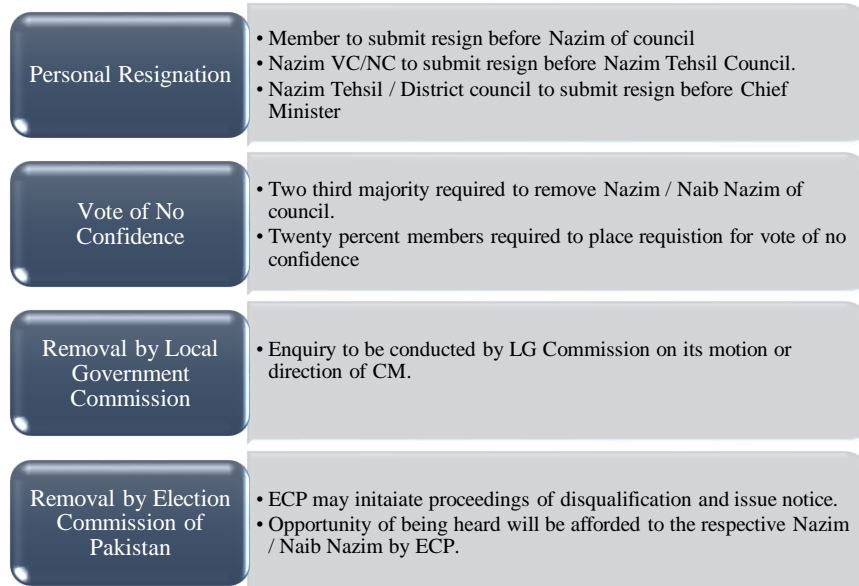 Personal Resignation
• Member to submit resign before Nazim of council
• Nazim VC/NC to submit resign before Nazim Tehsil Council.
• Nazim Tehsil / District council to submit resign before Chief
Minister
Vote of No
Confidence
• Two third majority required to remove Nazim / Naib Nazim of
council.
• Twenty percent members required to place requistion for vote of no
confidence
Removal by Local
Government
Commission
• Enquiry to be conducted by LG Commission on its motion or
direction of CM.
Removal by Election
Commission of
Pakistan
• ECP may initaiate proceedings of disqualification and issue notice.
• Opportunity of being heard will be afforded to the respective Nazim
/ Naib Nazim by ECP.